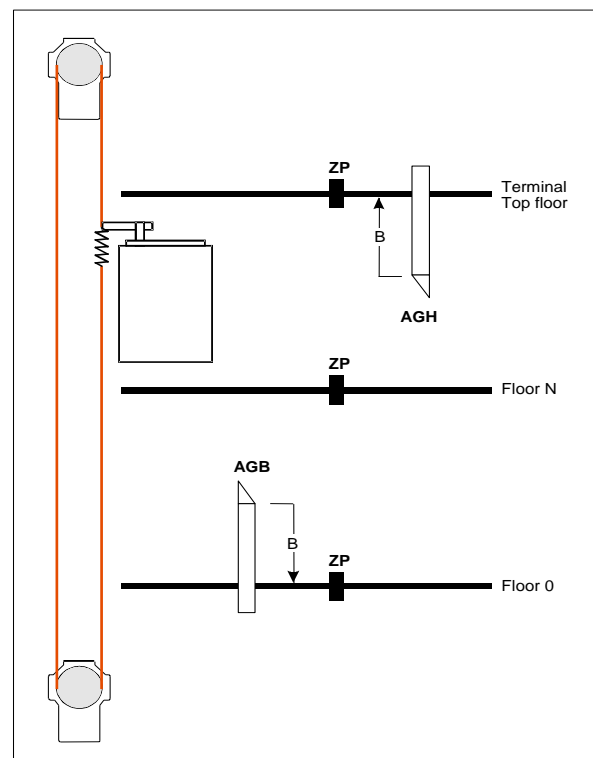 ZP
Terminal
Top floor
B
AGH
ZP
Floor N
AGB
B
ZP
Floor 0